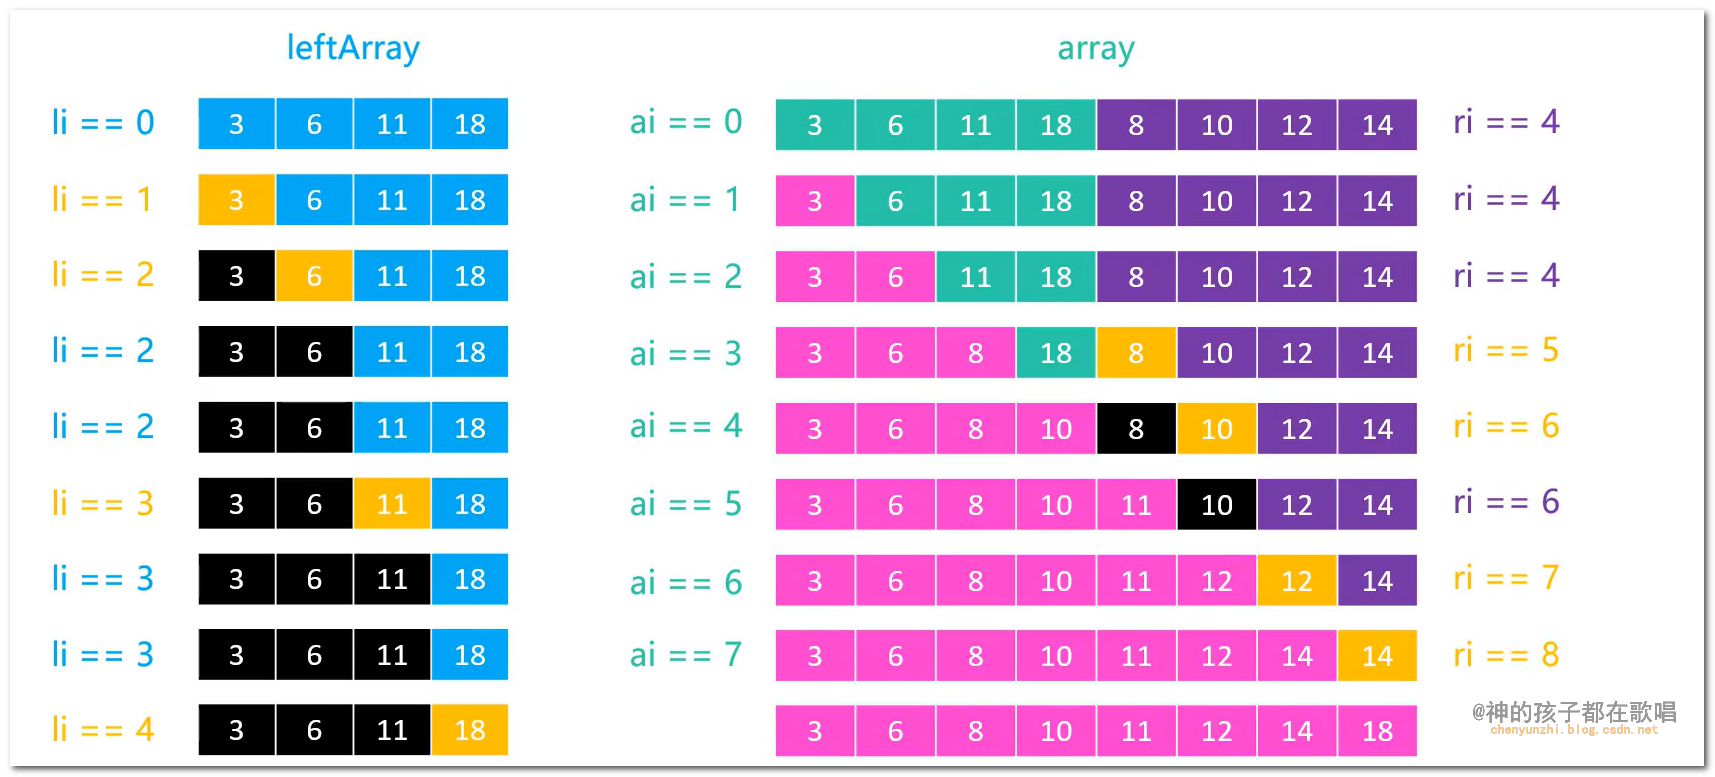 leftArray array
li == 0 3 6 11 18 ai == 0 3 6 11 18 8 10 12 14 ri == 4
li == 1 3 6 11 18 ai == 1 3 6 11 18 8 10 12 14 ri == 4
li == 2 3 6 11 18 ai == 2 3 6 11 18 8 10 12 14 ri == 4
li == 2 3 6 11 18 ai == 3 3 6 8 18 8 10 12 14 ri == 5
li == 2 3 6 11 18 ai == 4 3 6 8 10 8 10 12 14 ri == 6
li == 3 3 6 11 18 ai == 5 3 6 8 10 11 10 12 14 ri == 6
li == 3 3 6 11 18 ai == 6 3 6 8 10 11 12 12 14 ri == 7
li == 3 3 6 11 18 ai == 7 3 6 8 10 11 12 14 14 ri == 8
li == 4 3 6 11 18 3 6 8 10 11 12 14 18
@神的孩子都在歌唱
chenyunzhi.blog.csdn.net